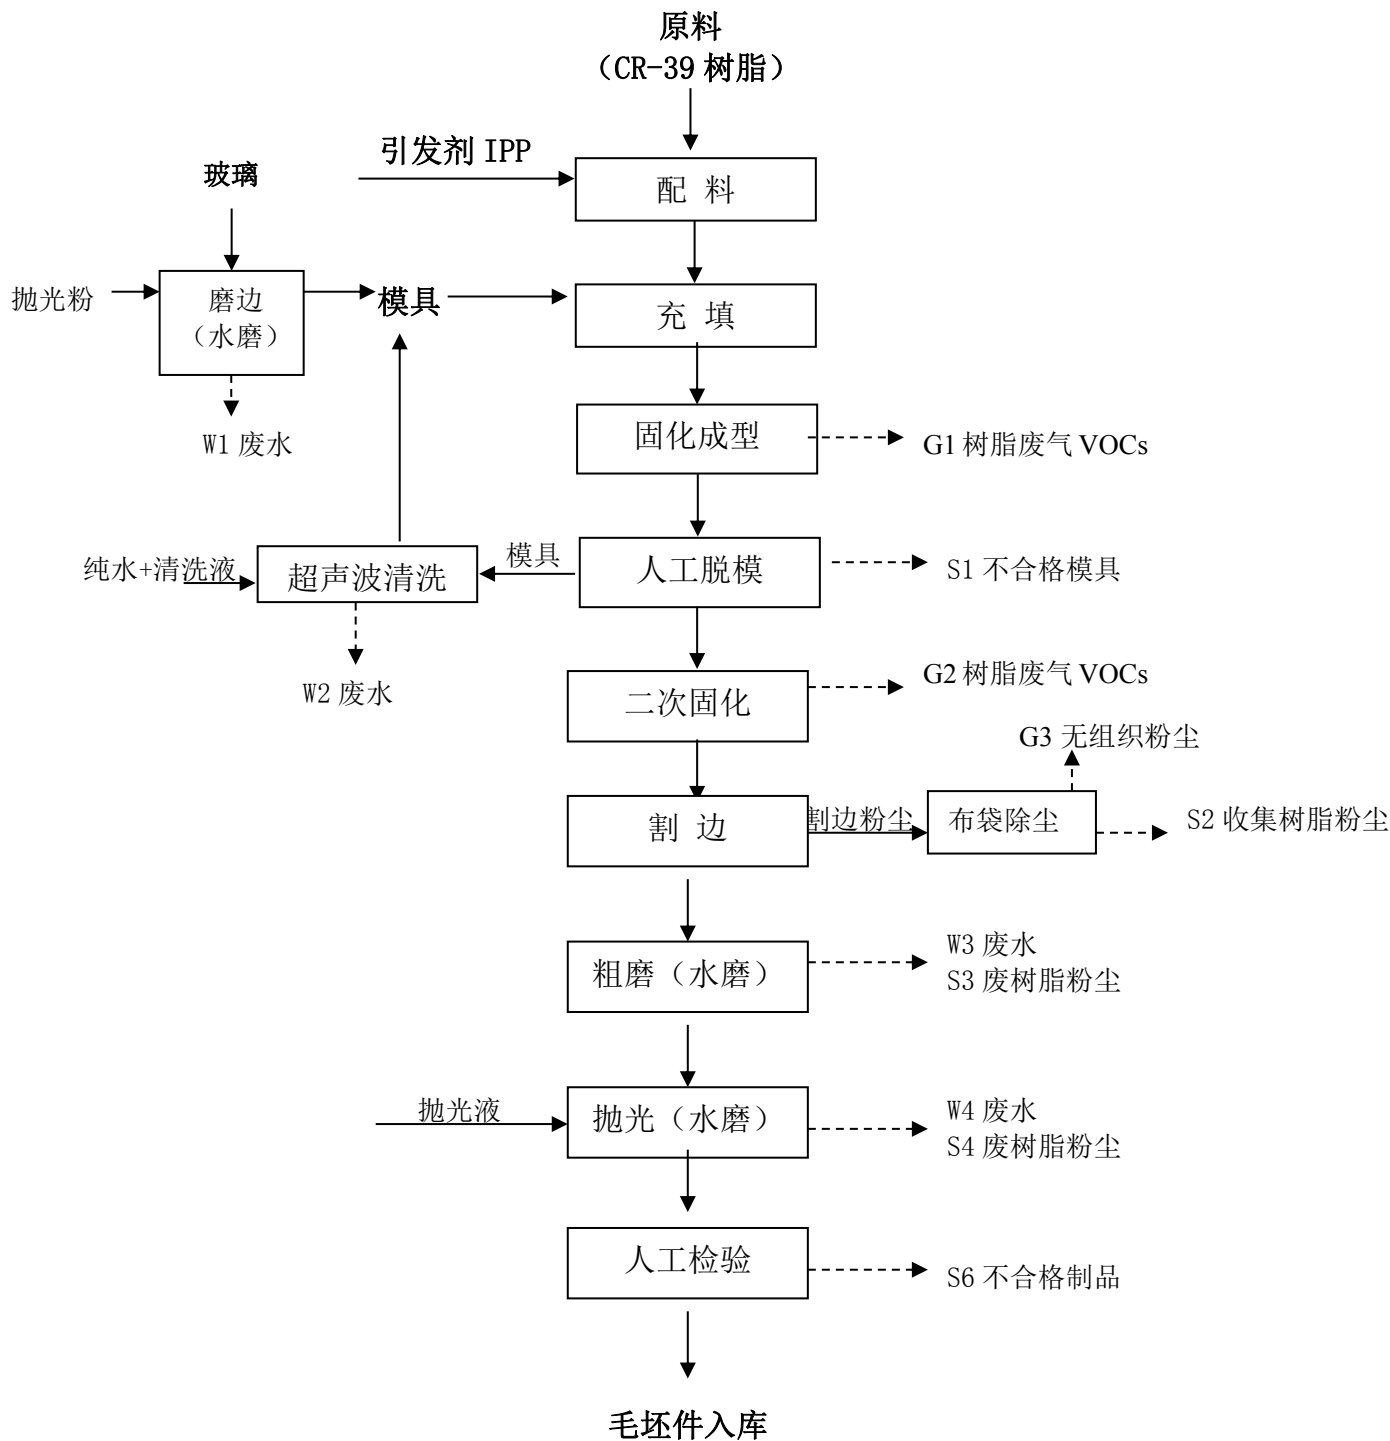 原料
（CR-39 树脂）
引发剂 IPP
玻璃
配 料
抛光粉
磨边
（水磨）
模具
充 填
W1 废水
固化成型
G1 树脂废气 VOCs
纯水+清洗液
超声波清洗
模具
人工脱模
S1 不合格模具
W2 废水
二次固化
G2 树脂废气 VOCs
G3 无组织粉尘
割 边
割边粉尘
布袋除尘
S2 收集树脂粉尘
粗磨（水磨）
W3 废水
S3 废树脂粉尘
抛光液
抛光（水磨）
W4 废水
S4 废树脂粉尘
人工检验
S6 不合格制品
毛坯件入库